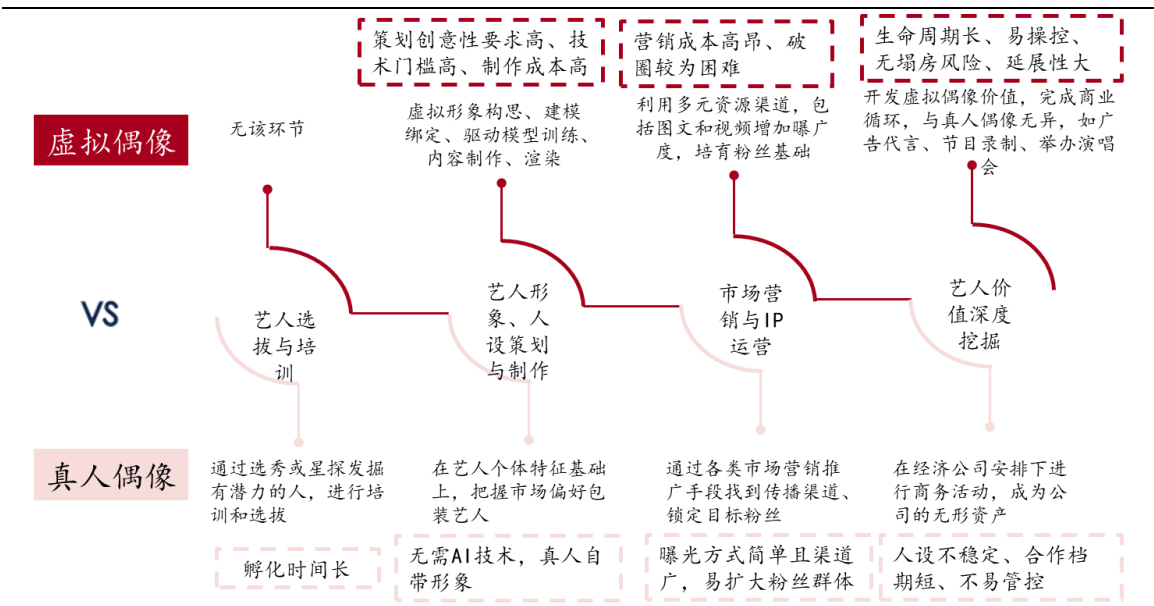 策划创意性要求高、技
术门槛高、制作成本高
营销成本高昂、破
圈较为困难
生命周期长、易操控、
无塌房风险、延展性大
虚拟偶像
无该环节
虚拟形象构思、建模
绑定、驱动模型训练、
内容制作、渲染
利用多元资源渠道，包
括图文和视频增加曝广
度，培育粉丝基础
开发虚拟偶像价值，完成商业
循环，与真人偶像无异，如广
告代言、节目录制、举办演唱
会
VS
艺人选
拔与培
训
艺人形
象、人
设策划
与制作
市场营
销与IP
运营
艺人价
值深度
挖掘
真人偶像
通过选秀或星探发掘
有潜力的人，进行培
训和选拔
在艺人个体特征基础
上，把握市场偏好包
装艺人
通过各类市场营销推
广手段找到传播渠道、
锁定目标粉丝
在经济公司安排下进
行商务活动，成为公
司的无形资产
孵化时间长
无需AI技术，真人自
带形象
曝光方式简单且渠道
广，易扩大粉丝群体
人设不稳定、合作档
期短、不易管控